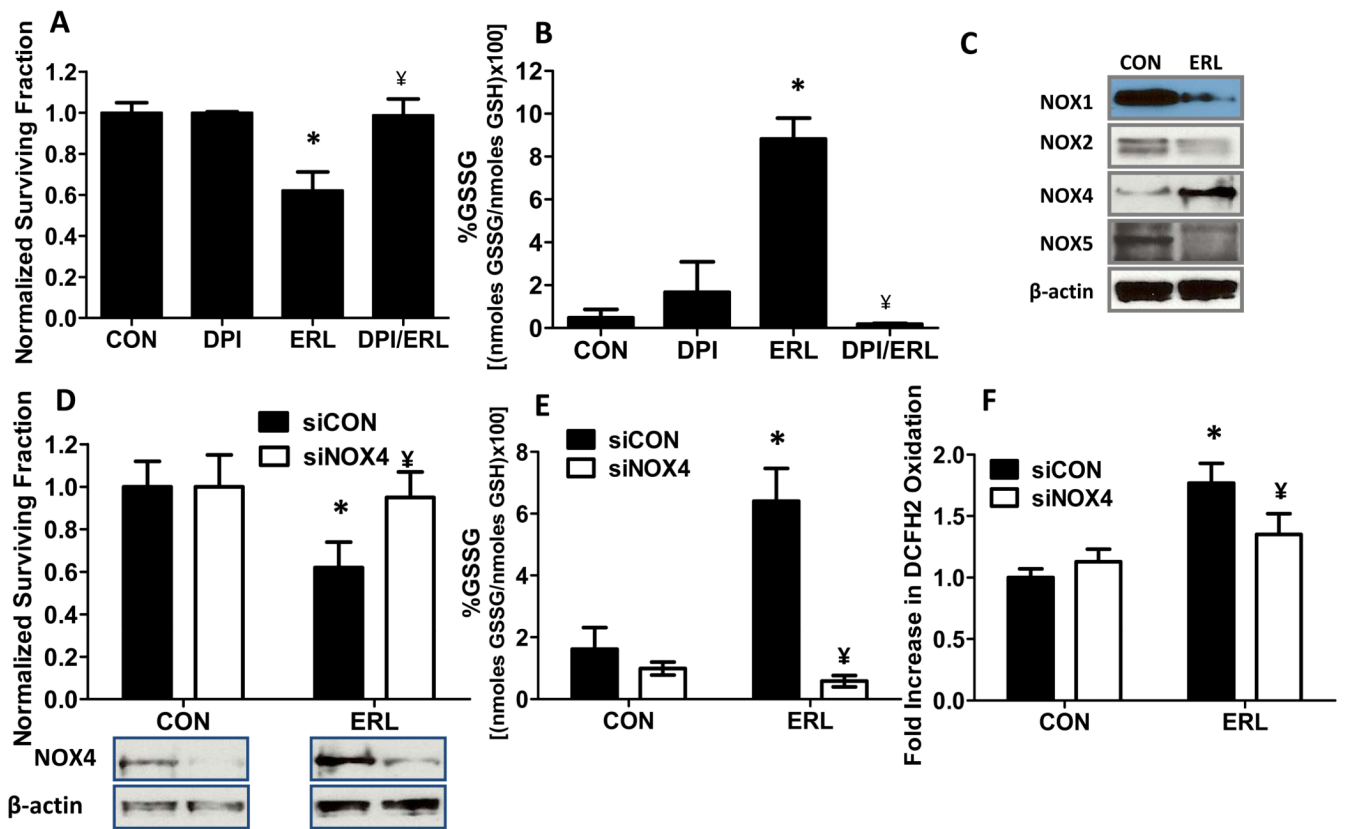 A
Normalized Surviving Fraction
1.2
1.0
0.8
0.6
0.4
0.2
0.0
*
¥
CON DPI ERL DPI/ERL
B
%GSSG
[(nmoles GSSG/nmoles GSH)x100]
12
10
8
6
4
2
0
*
¥
CON DPI ERL DPI/ERL
C
CON ERL
NOX1
NOX2
NOX4
NOX5
β-actin
D
Normalized Surviving Fraction
siCON
siNOX4
1.2
1.0
0.8
0.6
0.4
0.2
0.0
*
¥
CON ERL
NOX4
β-actin
E
%GSSG
[(nmoles GSSG/nmoles GSH)x100]
siCON
siNOX4
8
6
4
2
0
*
¥
CON ERL
F
Fold Increase in DCFH2 Oxidation
siCON
siNOX4
2.0
1.5
1.0
0.5
0.0
*
¥
CON ERL